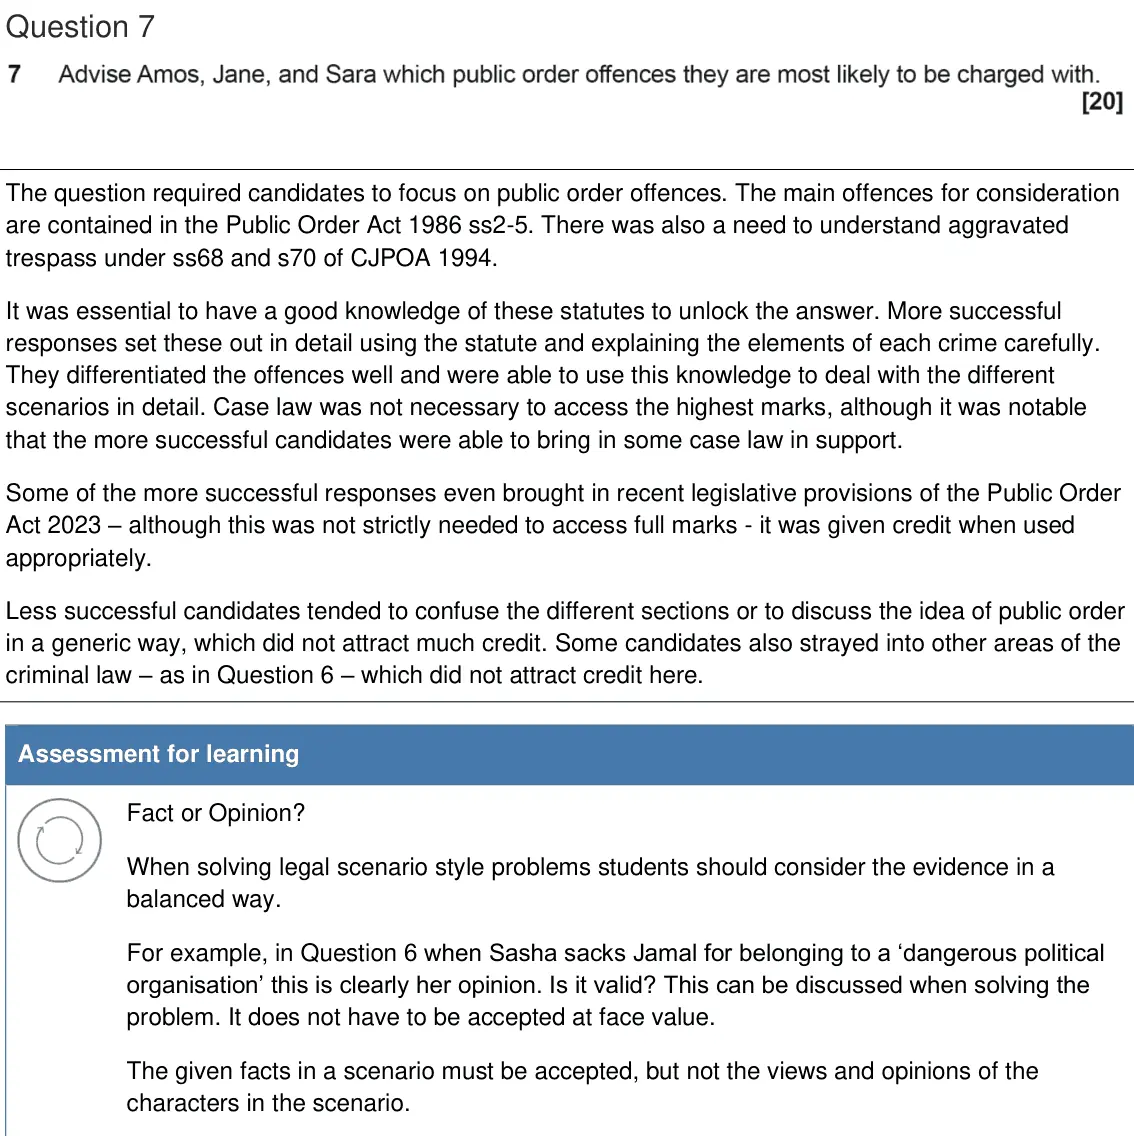 Question 7
7 Advise Amos, Jane, and Sara which public order offences they are most likely to be charged with.
[20]
The question required candidates to focus on public order offences. The main offences for consideration
are contained in the Public Order Act 1986 ss2-5. There was also a need to understand aggravated
trespass under ss68 and s70 of CJPOA 1994.
It was essential to have a good knowledge of these statutes to unlock the answer. More successful
responses set these out in detail using the statute and explaining the elements of each crime carefully.
They differentiated the offences well and were able to use this knowledge to deal with the different
scenarios in detail. Case law was not necessary to access the highest marks, although it was notable
that the more successful candidates were able to bring in some case law in support.
Some of the more successful responses even brought in recent legislative provisions of the Public Order
Act 2023 – although this was not strictly needed to access full marks - it was given credit when used
appropriately.
Less successful candidates tended to confuse the different sections or to discuss the idea of public order
in a generic way, which did not attract much credit. Some candidates also strayed into other areas of the
criminal law – as in Question 6 – which did not attract credit here.
Assessment for learning
Fact or Opinion?
When solving legal scenario style problems students should consider the evidence in a
balanced way.
For example, in Question 6 when Sasha sacks Jamal for belonging to a ‘dangerous political
organisation’ this is clearly her opinion. Is it valid? This can be discussed when solving the
problem. It does not have to be accepted at face value.
The given facts in a scenario must be accepted, but not the views and opinions of the
characters in the scenario.